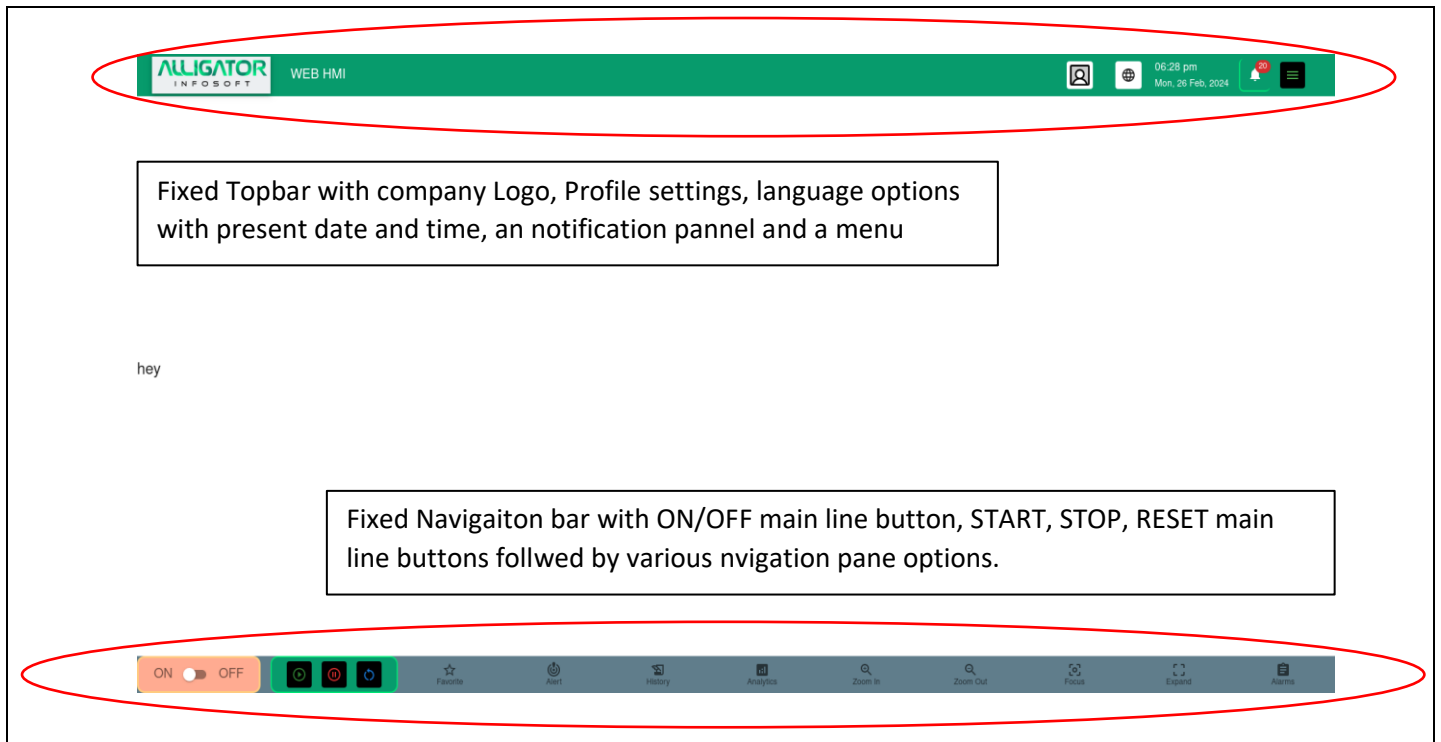 ALLIGATOR
INFOSOFT
WEB HMI
06:28 pm
Mon, 26 Feb, 2024
20
Fixed Topbar with company Logo, Profile settings, language options
with present date and time, an notification pannel and a menu
hey
Fixed Navigaiton bar with ON/OFF main line button, START, STOP, RESET main
line buttons follwed by various nvigation pane options.
ON OFF
Favorite
Alert
History
Analytics
Zoom In
Zoom Out
Focus
Expand
Alarms